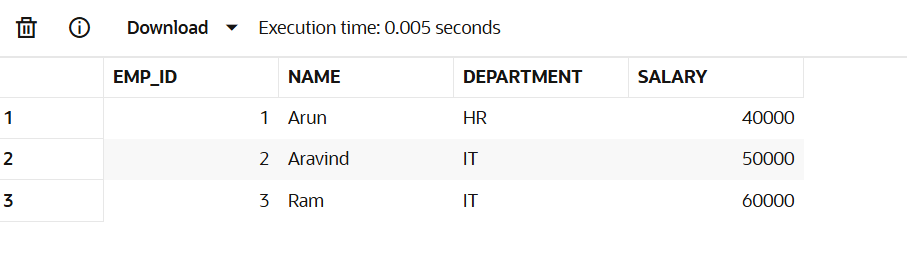 Download Execution time: 0.005 seconds
EMP_ID NAME DEPARTMENT SALARY
1 1 Arun HR 40000
2 2 Aravind IT 50000
3 3 Ram IT 60000